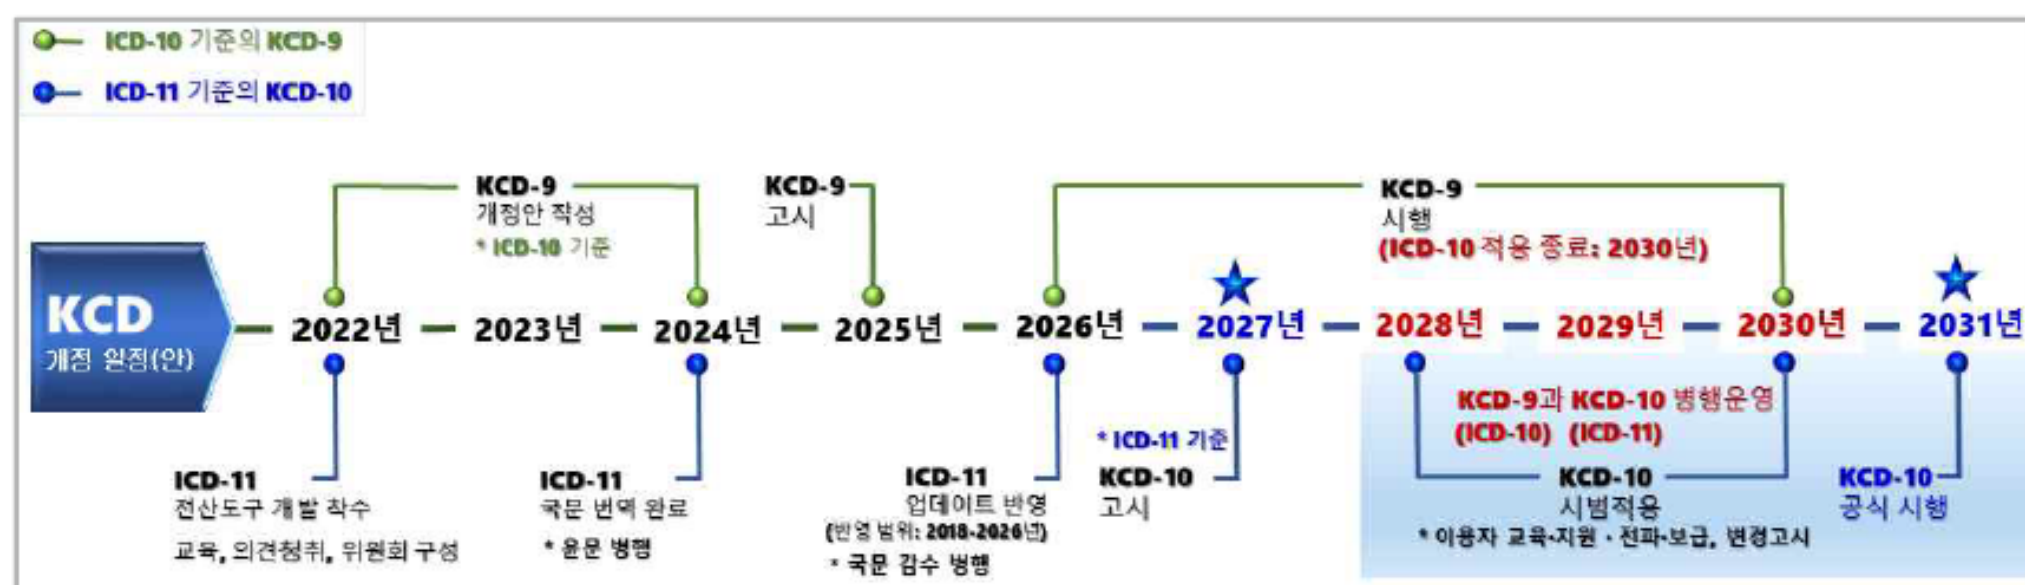 ICD-10 기준의 KCD-9
ICD-11 기준의 KCD-10
KCD-9
개정안 작성
* ICD-10 기준
KCD-9
고시
KCD-9
시행
(ICD-10 적용 종료: 2030년)
KCD
개정 일정(안)
2022년
2023년
2024년
2025년
2026년
2027년
2028년
2029년
2030년
2031년
ICD-11
전산도구 개발 착수
교육, 의견청취, 위원회 구성
ICD-11
국문 번역 완료
* 윤문 병행
ICD-11
업데이트 반영
(반영 범위: 2018-2026년)
* 국문 감수 병행
* ICD-11 기준
KCD-10
고시
KCD-9과 KCD-10 병행운영
(ICD-10) (ICD-11)
KCD-10
시범적용
* 이용자 교육·지원 · 전파·보급, 변경고시
KCD-10
공식 시행